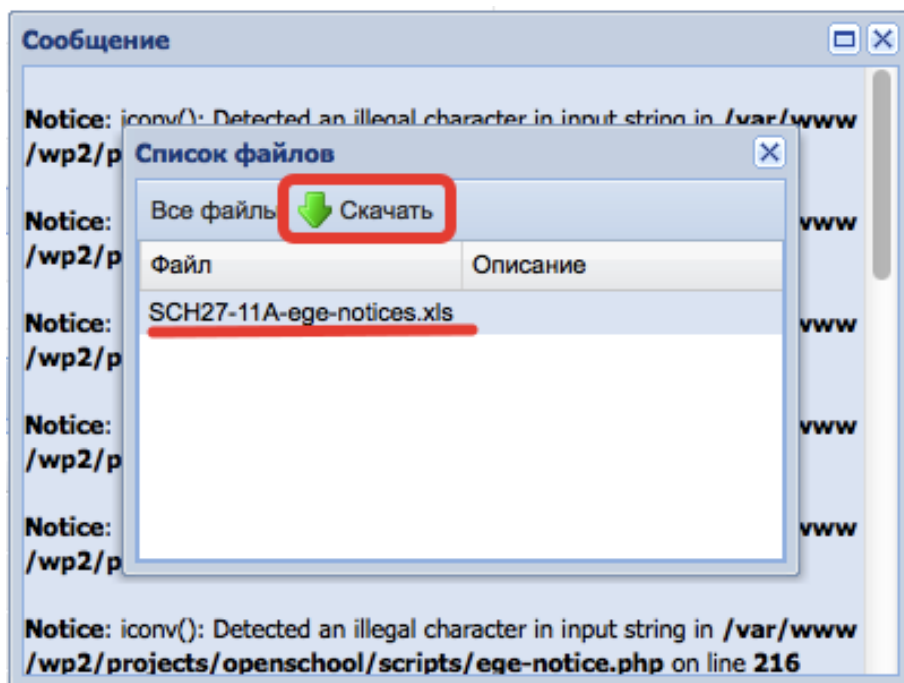 Сообщение
Notice: iconv(): Detected an illegal character in input string in /var/www
/wp2/p
Список файлов
Все файлы Скачать
Notice: www
/wp2/p
Файл Описание
SCH27-11A-ege-notices.xls
Notice: www
/wp2/p
Notice: www
/wp2/p
Notice: www
/wp2/p
Notice: iconv(): Detected an illegal character in input string in /var/www
/wp2/projects/openschool/scripts/ege-notice.php on line 216